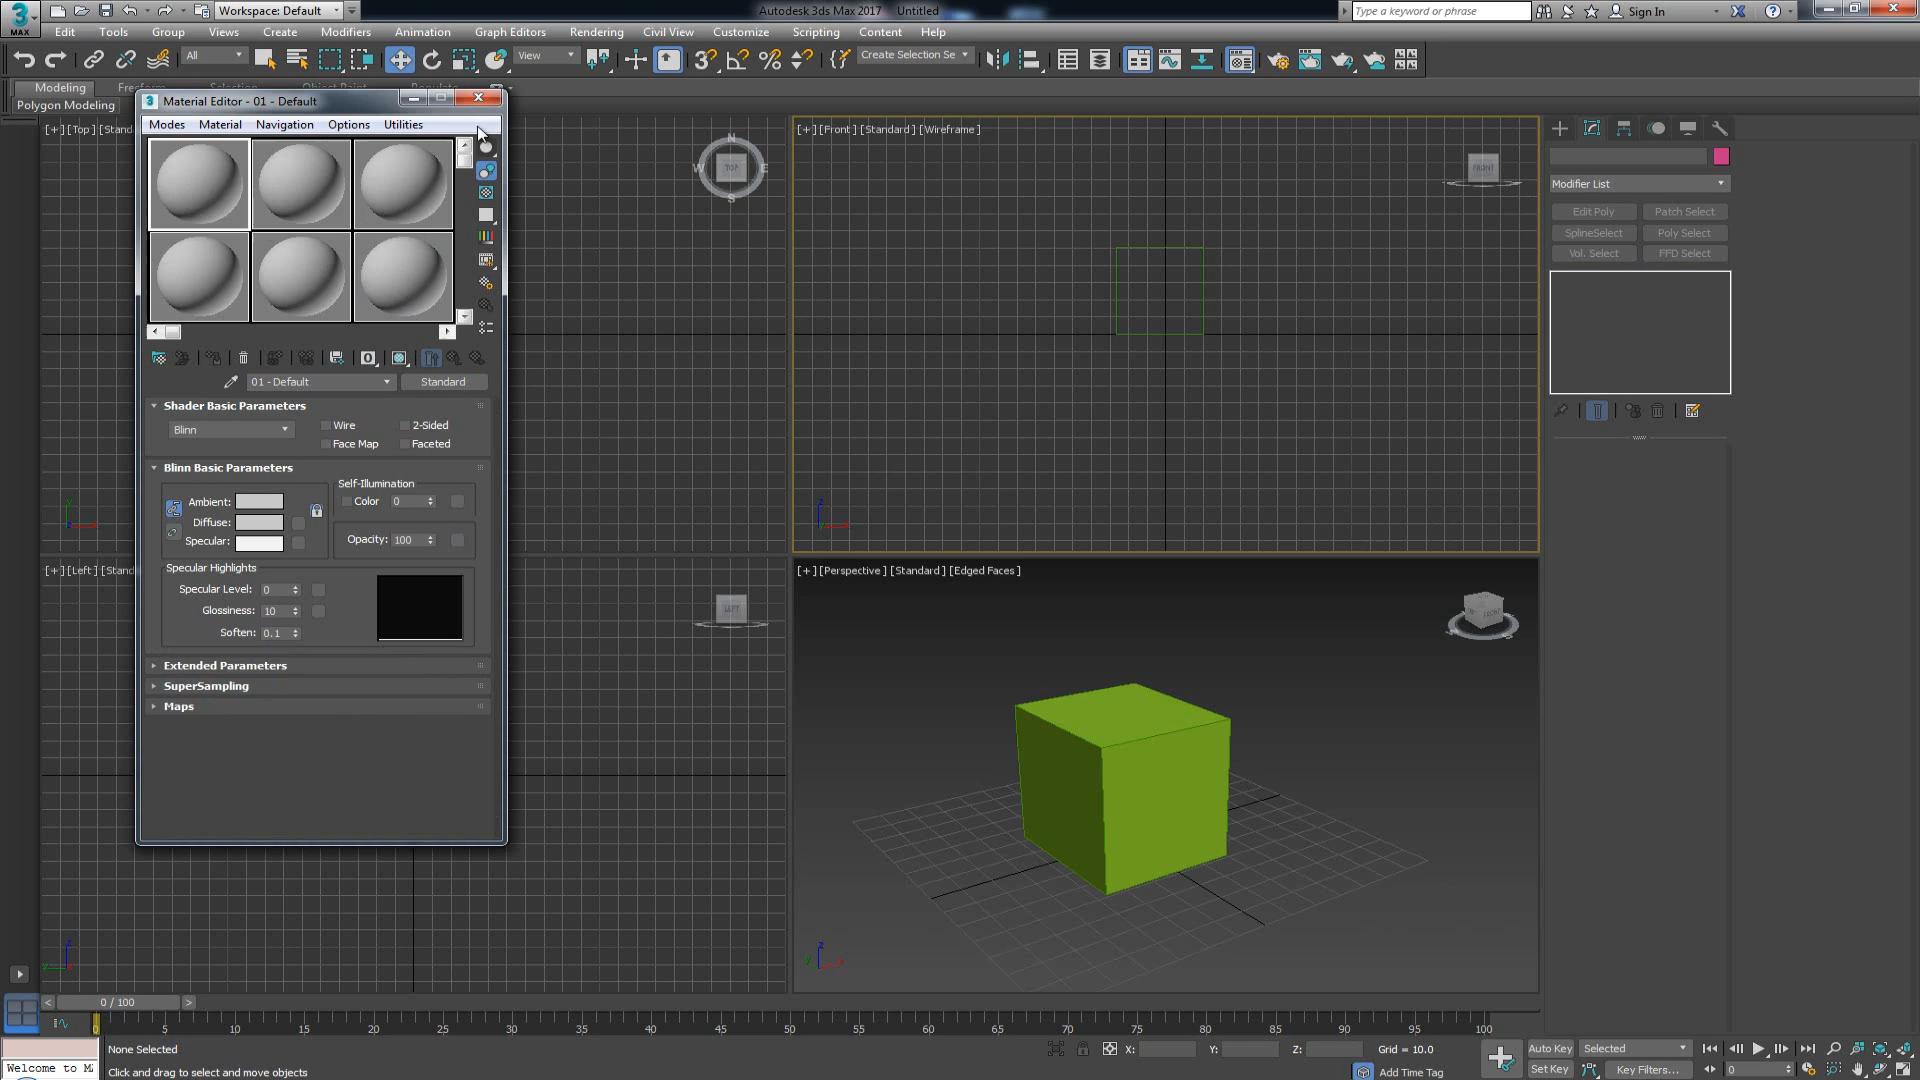 Workspace: Default
Autodesk 3ds Max 2017 Untitled
Type a keyword or phrase
Sign In
MAX
Edit Tools Group Views Create Modifiers Animation Graph Editors Rendering Civil View Customize Scripting Content Help
All
View
Create Selection Se
Modeling
Polygon Modeling
Material Editor - 01 - Default
Modes Material Navigation Options Utilities
[+][Top][Stand
TOP
N
W
E
S
[+][Front][Standard][Wireframe]
FRONT
Modifier List
Edit Poly Patch Select
SplineSelect Poly Select
Vol. Select FFD Select
01 - Default
Standard
Shader Basic Parameters
Blinn
Wire 2-Sided
Face Map Faceted
Blinn Basic Parameters
Self-Illumination
Ambient:
Color 0
Diffuse:
Specular:
Opacity: 100
Specular Highlights
Specular Level: 0
Glossiness: 10
Soften: 0.1
Extended Parameters
SuperSampling
Maps
[+][Left][Stand
LEFT
[+][Perspective][Standard][Edged Faces]
FRONT
0 / 100
0 5 10 15 20 25 30 35 40 45 50 55 60 65 70 75 80 85 90 95 100
None Selected
X: Y: Z: Grid = 10.0
Auto Key Selected
Welcome to MA
Click and drag to select and move objects
Add Time Tag
Set Key Key Filters...
0